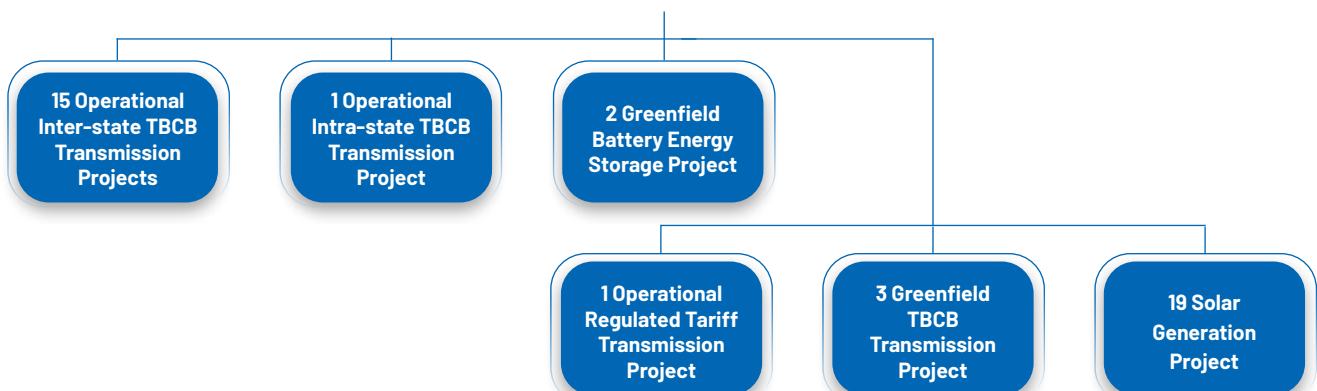 15 Operational
Inter-state TBCB
Transmission
Projects
1 Operational
Intra-state TBCB
Transmission
Project
2 Greenfield
Battery Energy
Storage Project
1 Operational
Regulated Tariff
Transmission
Project
3 Greenfield
TBCB
Transmission
Project
19 Solar
Generation
Project